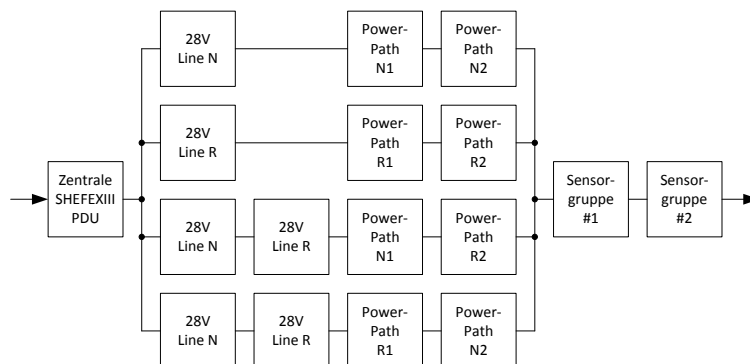 28V
Line N
Power-
Path
N1
Power-
Path
N2
28V
Line R
Power-
Path
R1
Power-
Path
R2
Zentrale
SHEFEXIII
PDU
28V
Line N
28V
Line R
Power-
Path
N1
Power-
Path
R2
Sensor-
gruppe
#1
Sensor-
gruppe
#2
28V
Line N
28V
Line R
Power-
Path
R1
Power-
Path
N2